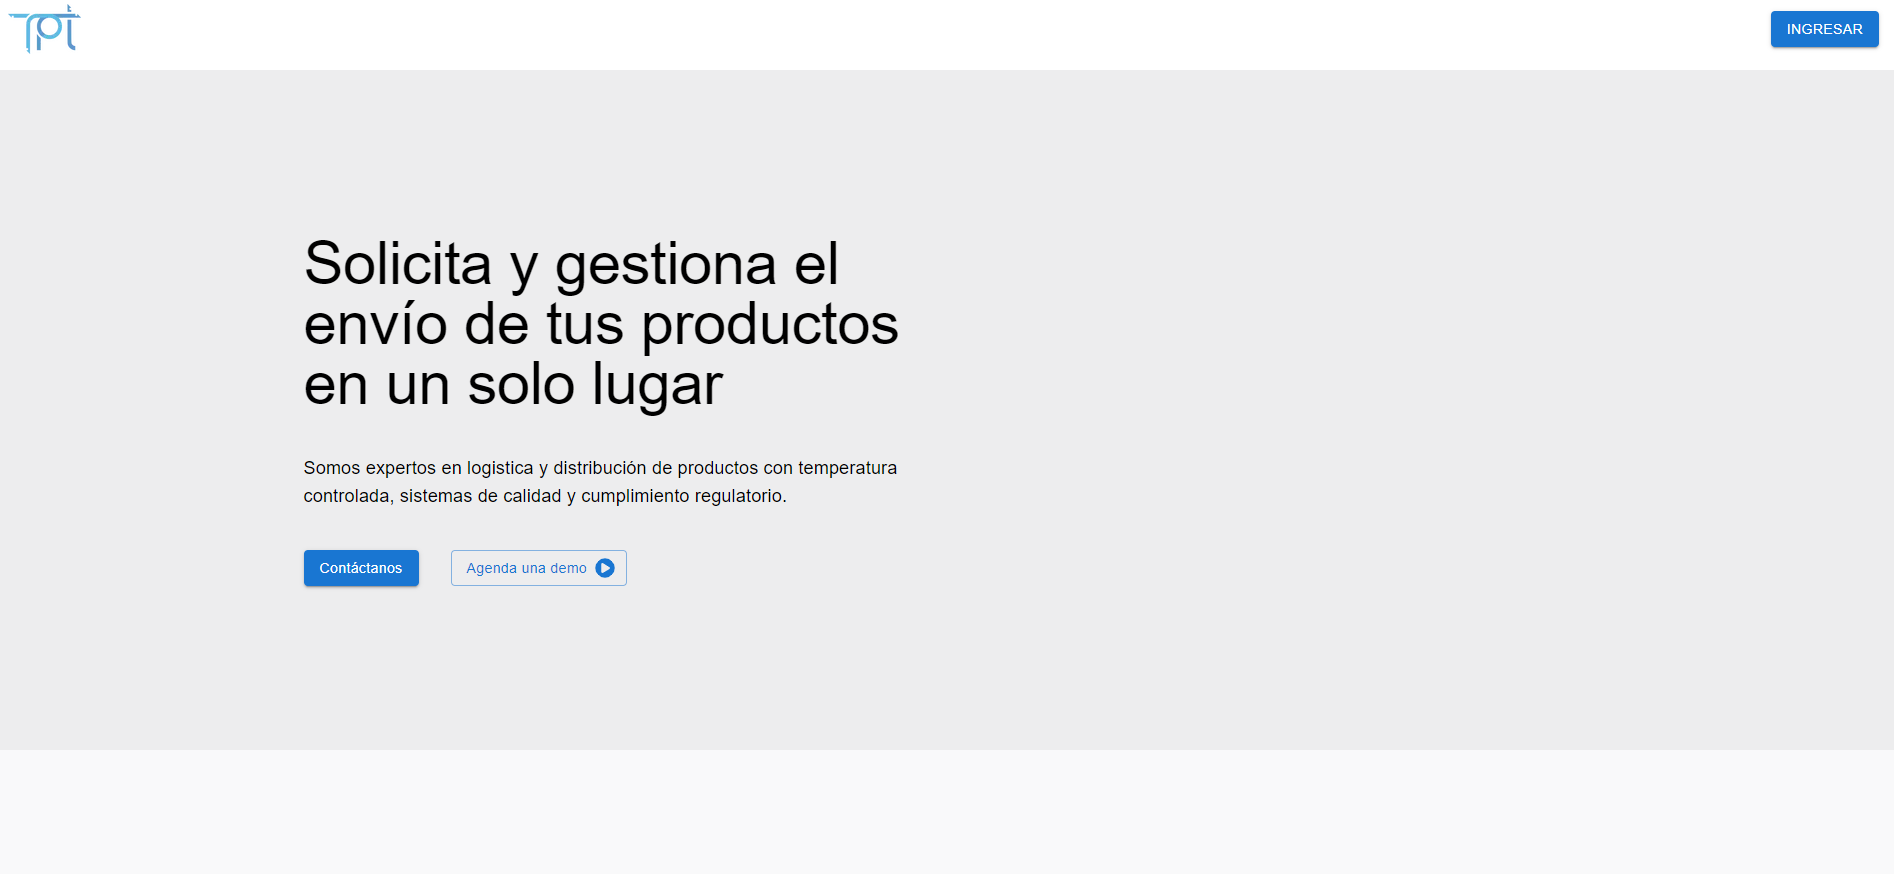 TPT
INGRESAR
Solicita y gestiona el
envío de tus productos
en un solo lugar
Somos expertos en logistica y distribución de productos con temperatura
controlada, sistemas de calidad y cumplimiento regulatorio.
Contáctanos
Agenda una demo